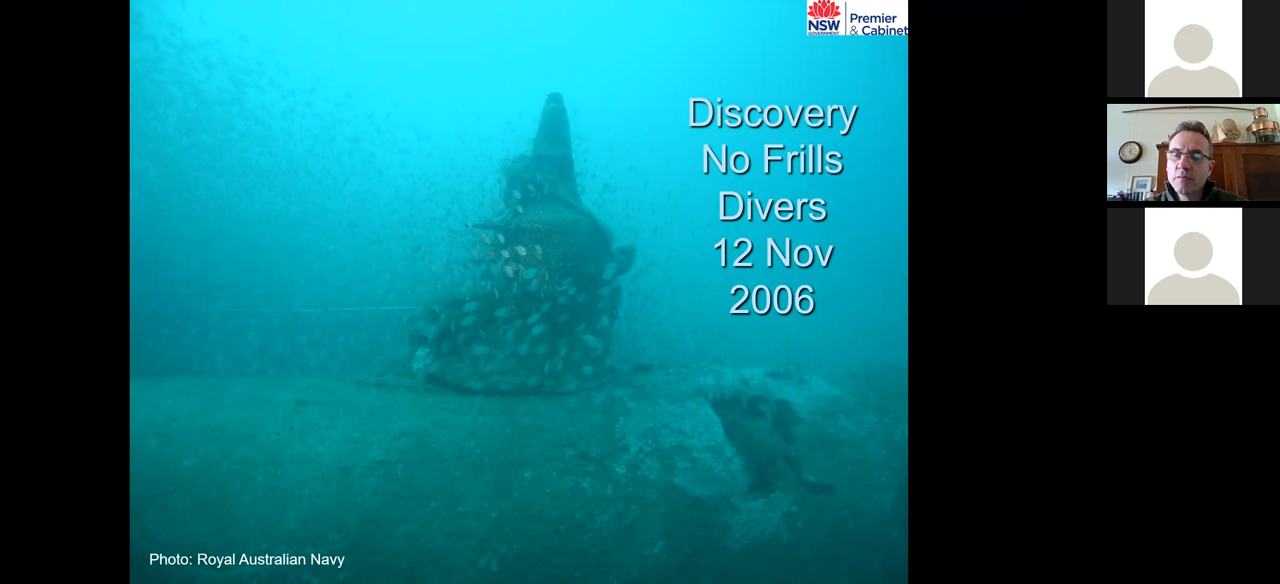 NSW
GOVERNMENT
Premier
& Cabinet
Discovery
No Frills
Divers
12 Nov
2006
Photo: Royal Australian Navy